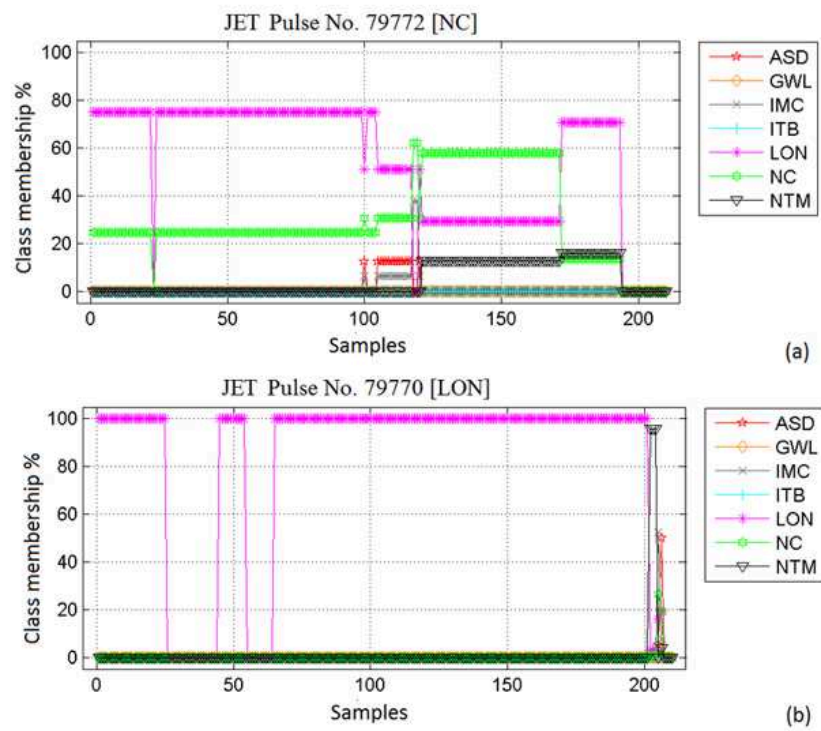 JET Pulse No. 79772 [NC]
Class membership %
100
80
60
40
20
0
0
50
100
150
200
Samples
ASD
GWL
IMC
ITB
LON
NC
NTM
(a)
JET Pulse No. 79770 [LON]
Class membership %
100
80
60
40
20
0
0
50
100
150
200
Samples
ASD
GWL
IMC
ITB
LON
NC
NTM
(b)